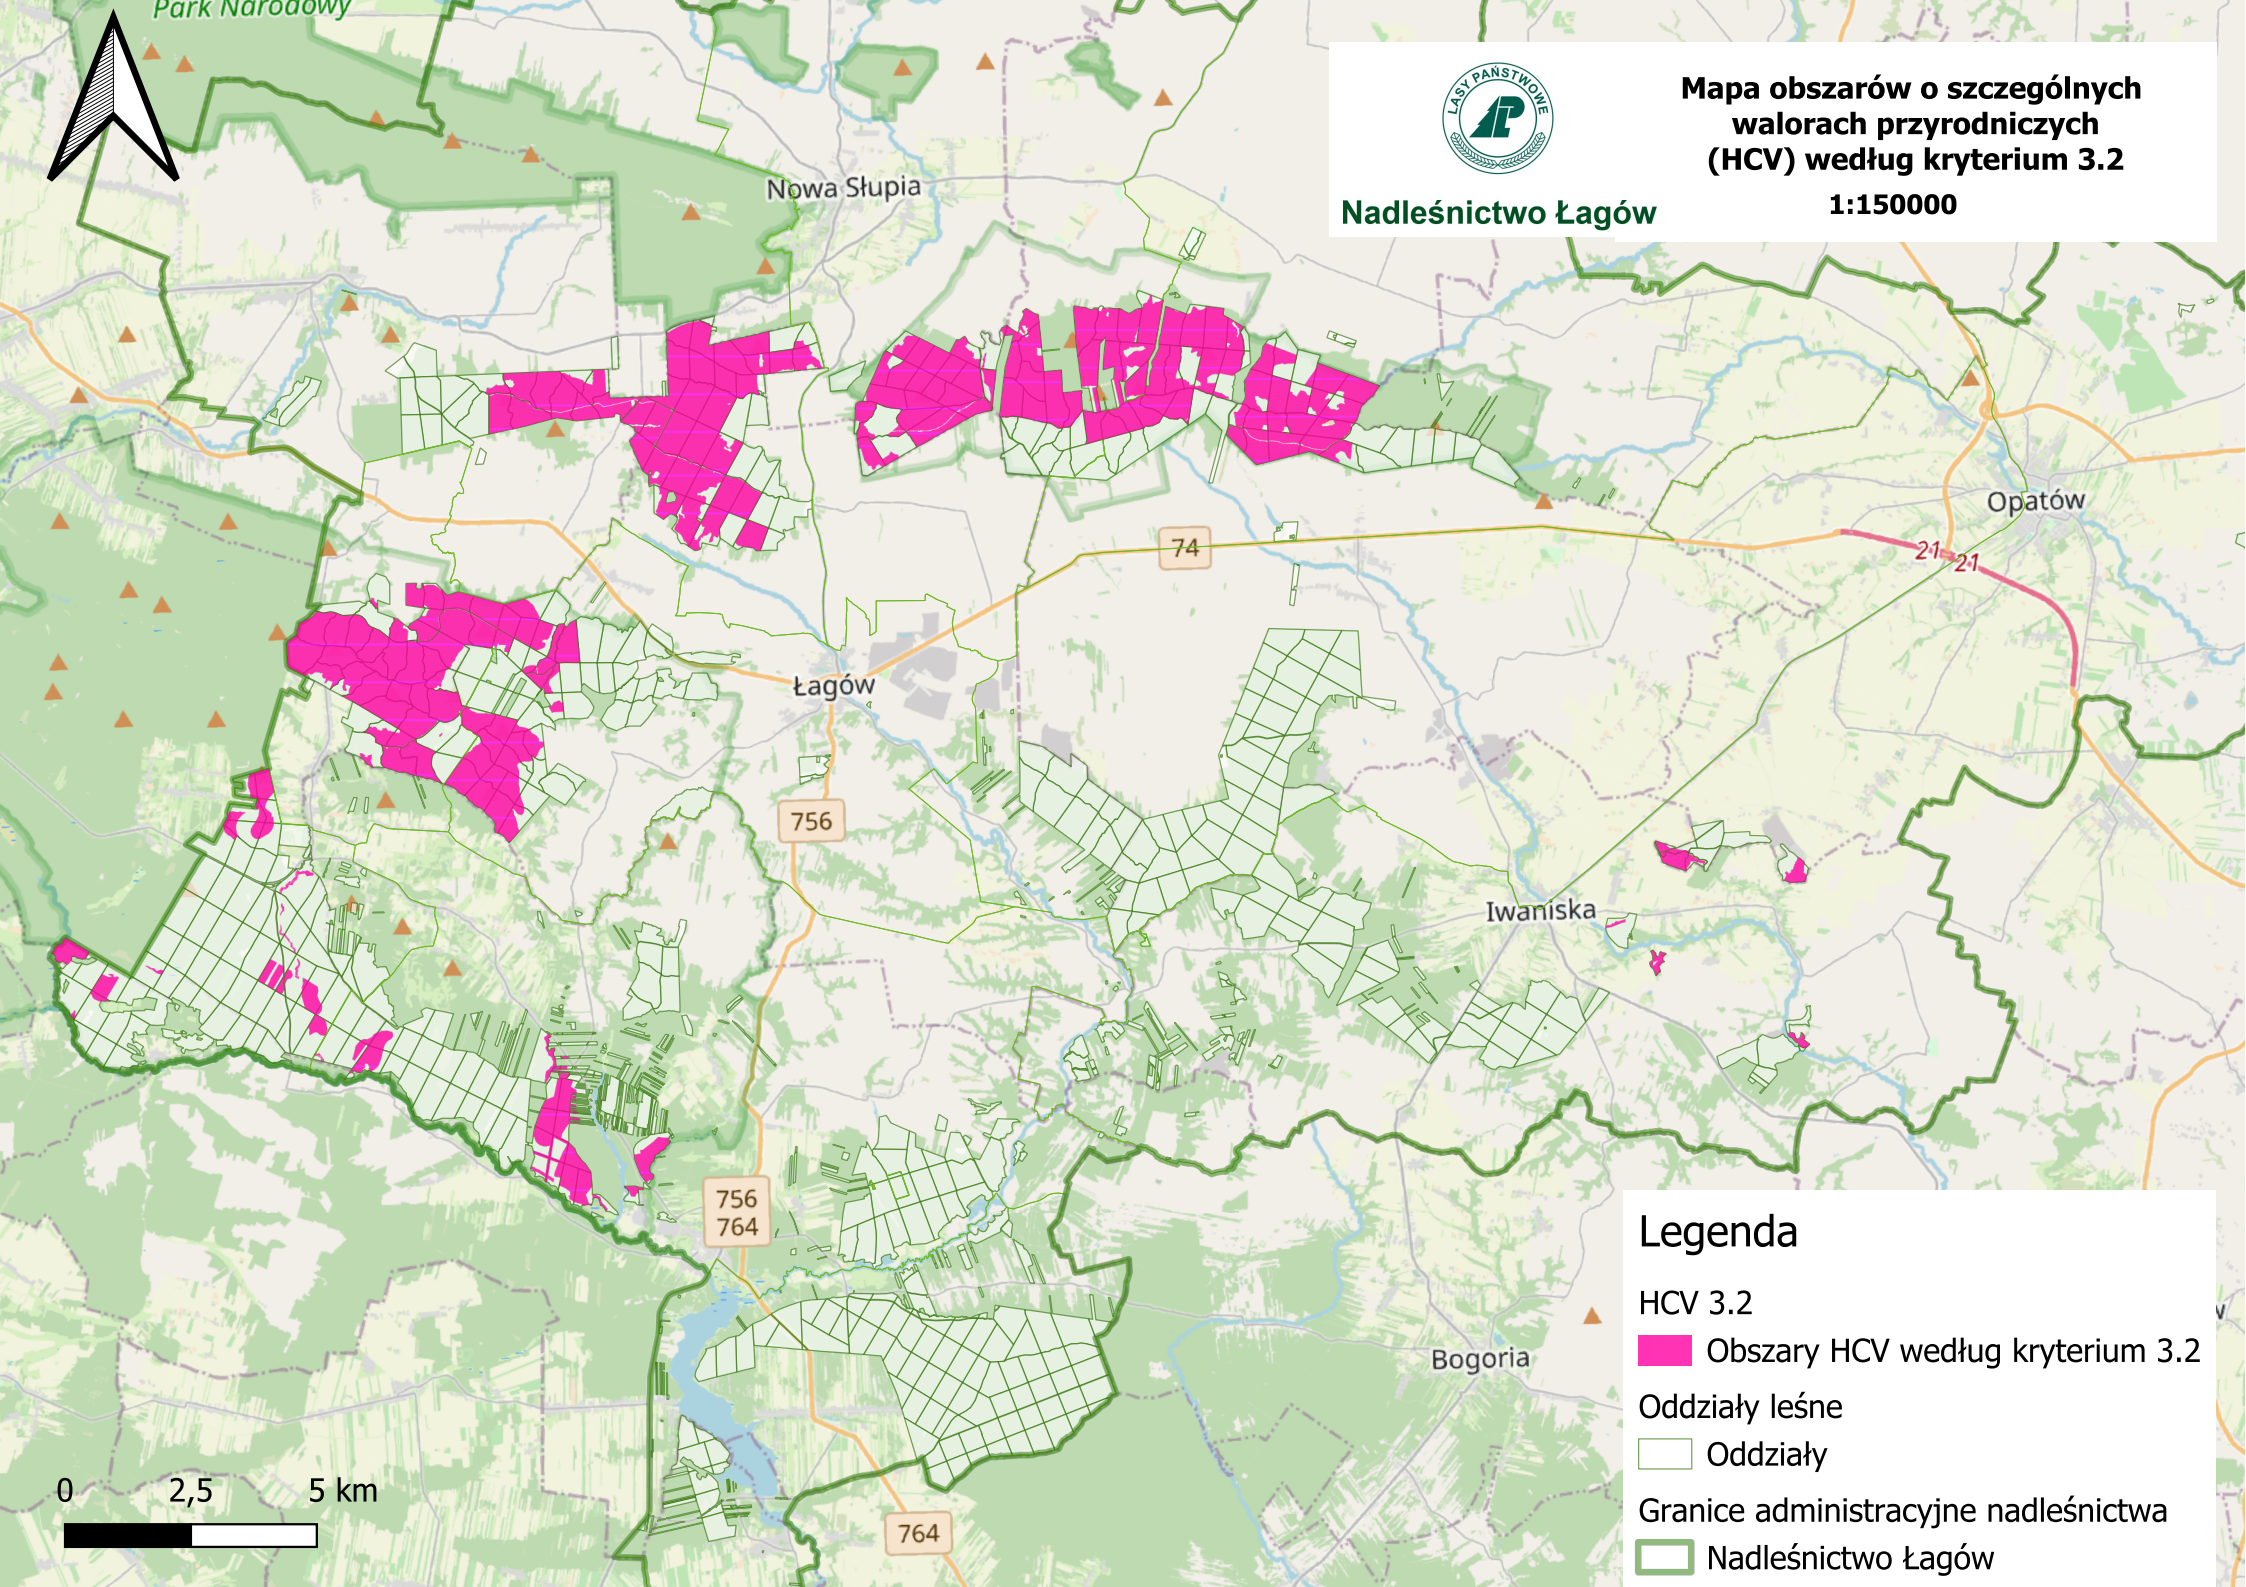 Park Narodowy
LASY PAŃSTWOWE
Nadleśnictwo Łagów
Mapa obszarów o szczególnych
walorach przyrodniczych
(HCV) według kryterium 3.2
1:150000
Nowa Słupia
Opatów
74
21
21
Łagów
756
Iwaniska
756
764
Bogoria
764
w
0 2,5 5 km
Legenda
HCV 3.2
Obszary HCV według kryterium 3.2
Oddziały leśne
Oddziały
Granice administracyjne nadleśnictwa
Nadleśnictwo Łagów